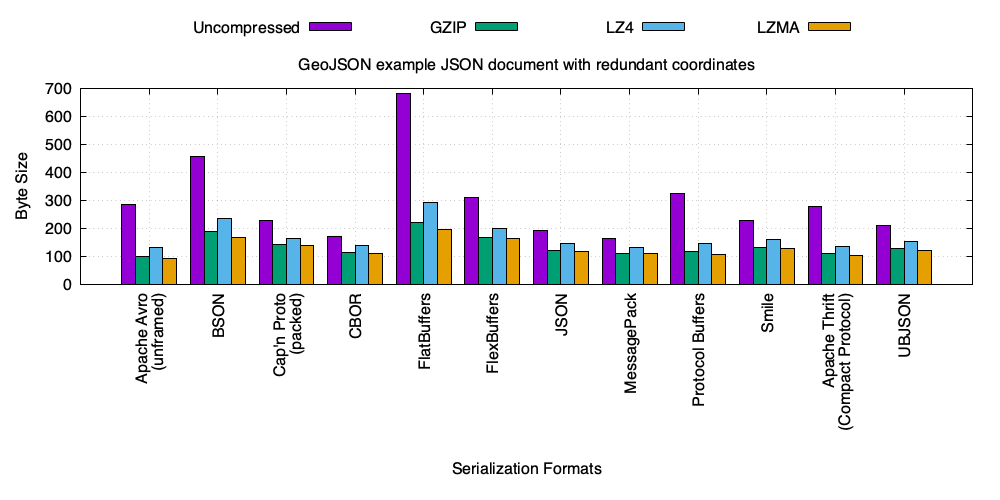 Uncompressed GZIP LZ4 LZMA
GeoJSON example JSON document with redundant coordinates
Byte Size
700
600
500
400
300
200
100
0
Apache Avro
(unframed)
BSON
Cap'n Proto
(packed)
CBOR
FlatBuffers
FlexBuffers
JSON
MessagePack
Protocol Buffers
Smile
Apache Thrift
(Compact Protocol)
UBJSON
Serialization Formats